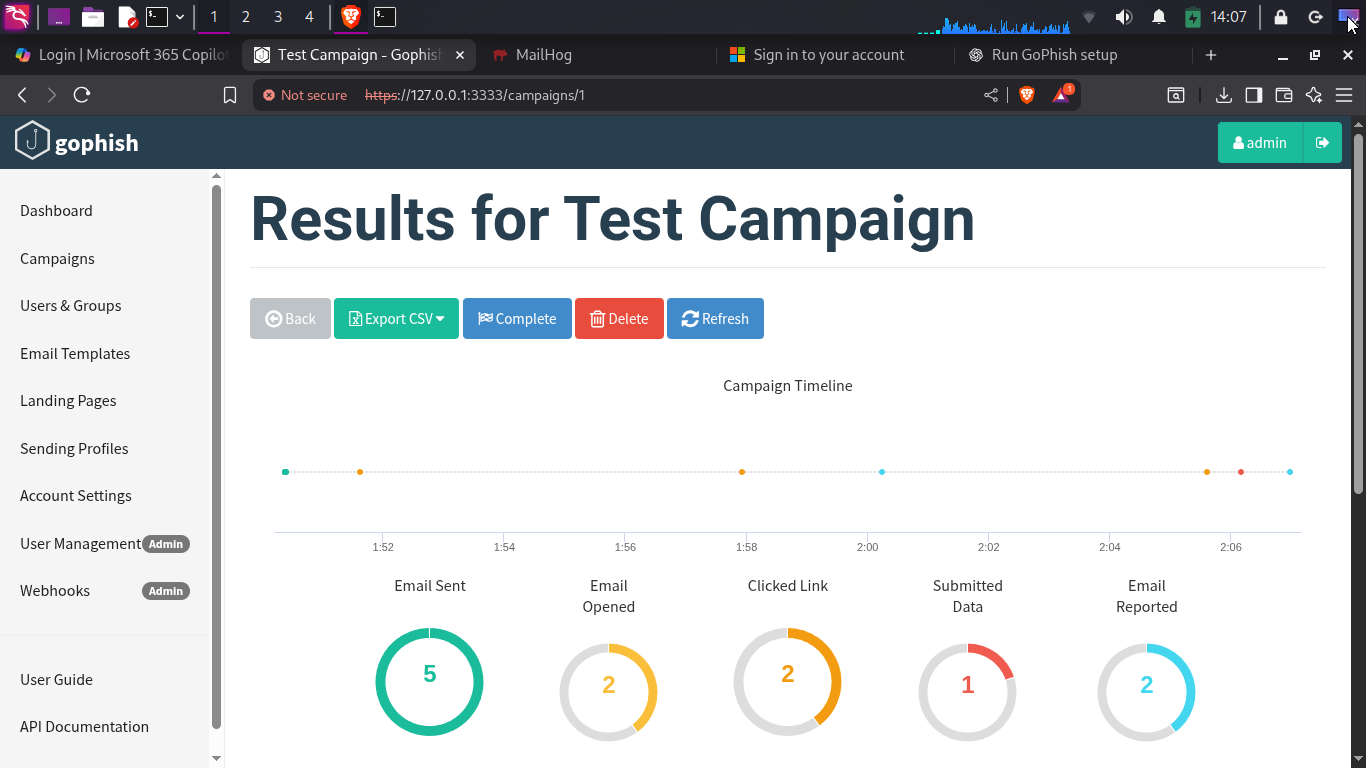 1 2 3 4 14:07
Login | Microsoft 365 Copilot Test Campaign - Gophish MailHog Sign in to your account Run GoPhish setup
Not secure https://127.0.0.1:3333/campaigns/1 1
gophish admin
Dashboard
Campaigns
Users & Groups
Email Templates
Landing Pages
Sending Profiles
Account Settings
User Management Admin
Webhooks Admin
User Guide
API Documentation
Results for Test Campaign
Back Export CSV Complete Delete Refresh
Campaign Timeline
1:52 1:54 1:56 1:58 2:00 2:02 2:04 2:06
Email Sent
5
Email
Opened
2
Clicked Link
2
Submitted
Data
1
Email
Reported
2